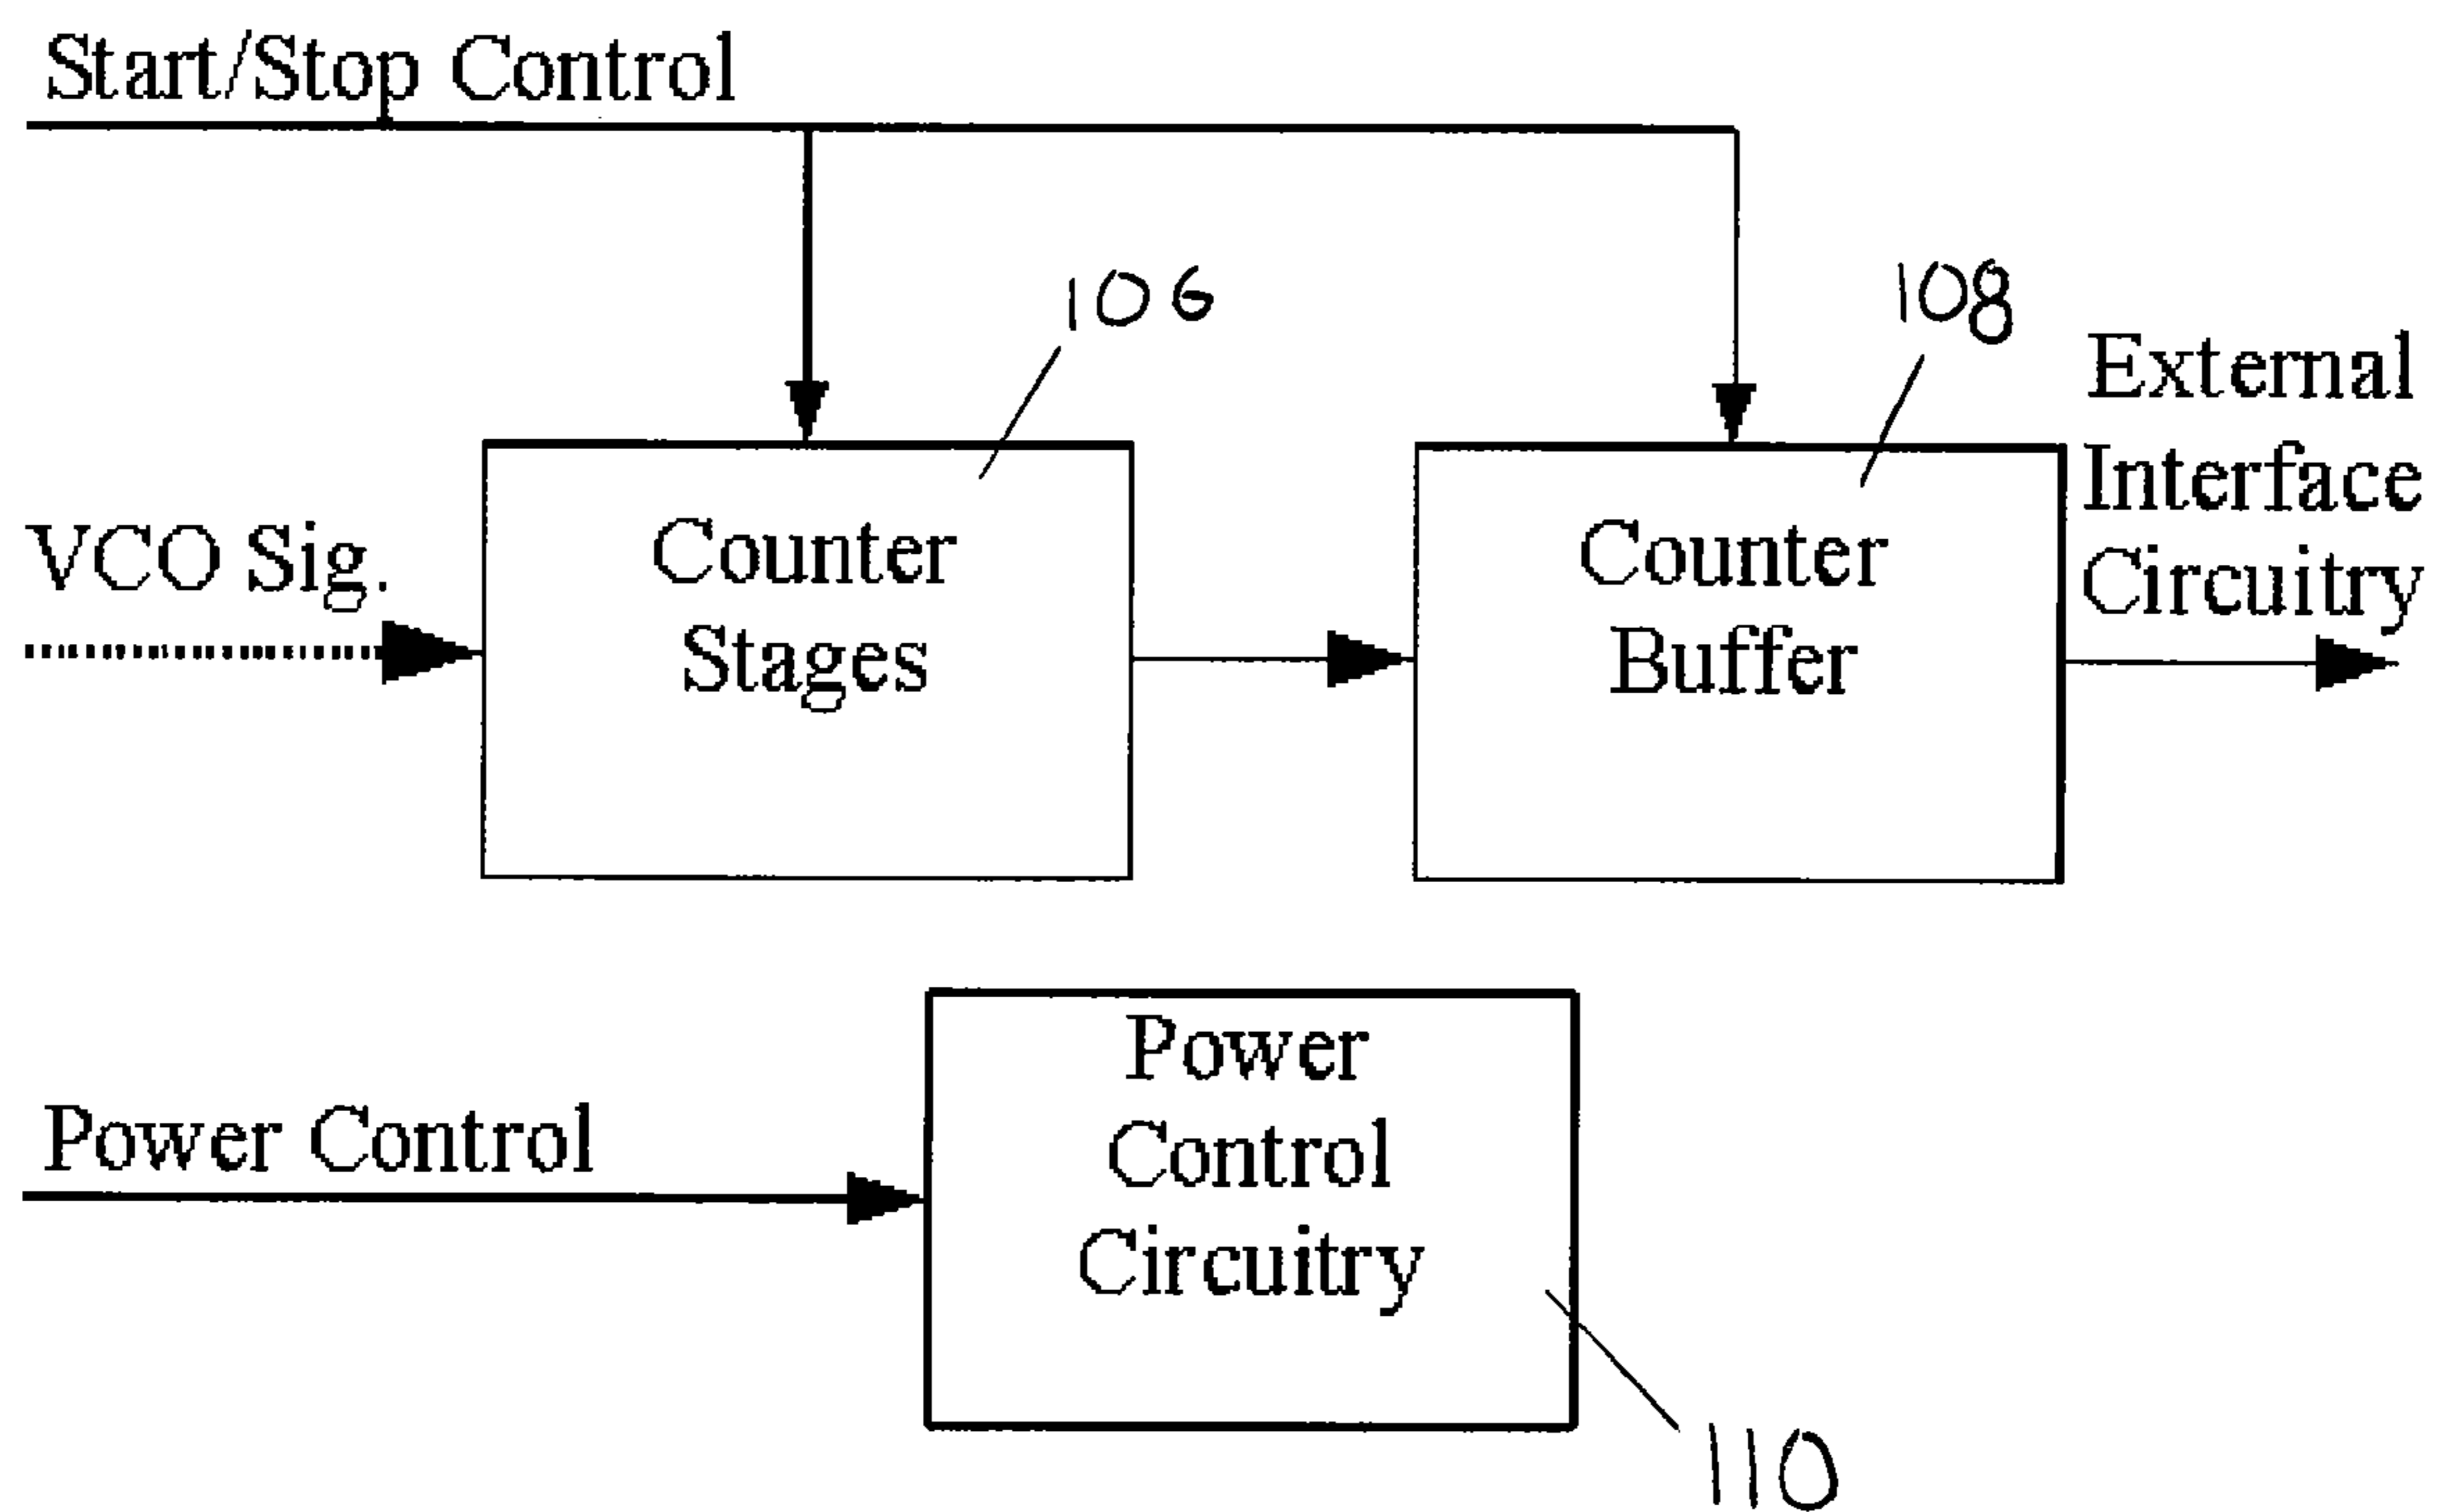 Start/Stop Control
106
108
External
Interface
Circuitry
VCO Sig.
Counter
Stages
Counter
Buffer
Power Control
Power
Control
Circuitry
110